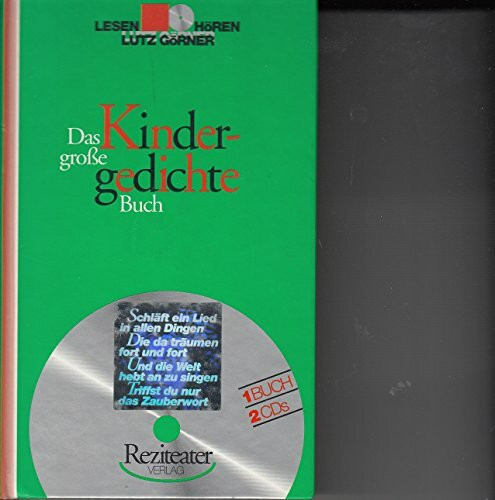 LESEN HöREN
LUTZ GöRNER
Das Kinder-
große gedichte
Buch
Schläft ein Lied
in allen Dingen
Die da träumen
fort und fort
Und die Welt
hebt an zu singen
Triffst du nur
das Zauberwort
1 BUCH
2 CDs
Reziteater
VERLAG